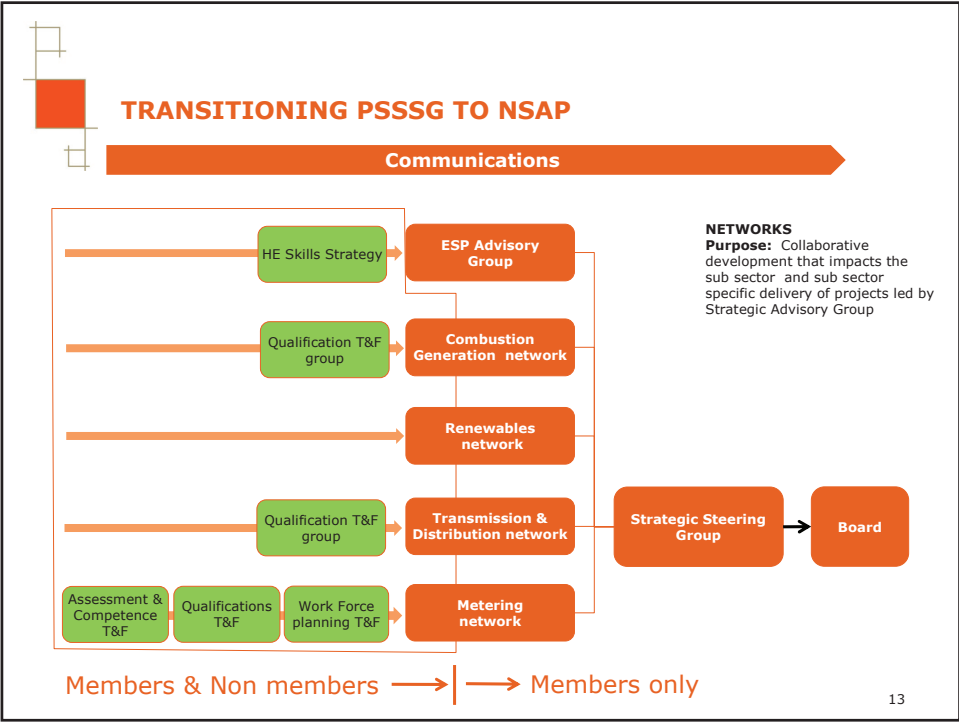 TRANSITIONING PSSSG TO NSAP
Communications
HE Skills Strategy
ESP Advisory
Group
NETWORKS
Purpose: Collaborative
development that impacts the
sub sector and sub sector
specific delivery of projects led by
Strategic Advisory Group
Qualification T&F
group
Combustion
Generation network
Renewables
network
Qualification T&F
group
Transmission &
Distribution network
Strategic Steering
Group
Board
Assessment &
Competence
T&F
Qualifications
T&F
Work Force
planning T&F
Metering
network
Members & Non members
Members only
13